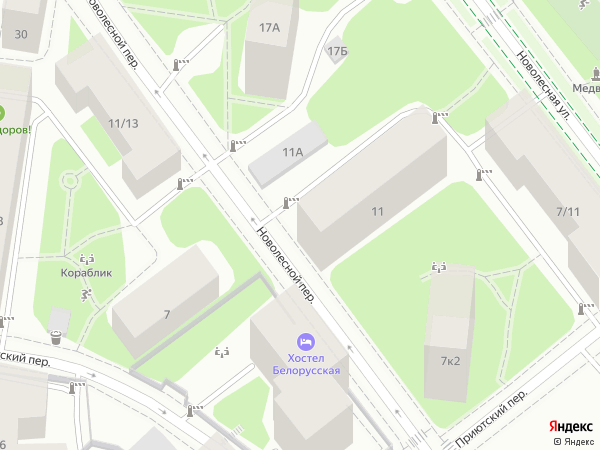 30
Новолесной пер.
17А
17Б
Новолесная ул.
Медв
доров!
11/13
11А
11
7/11
Кораблик
Новолесной пер.
7
Хостел
Белорусская
ский пер.
7к2
Приютский пер.
Яндекс
© Яндекс